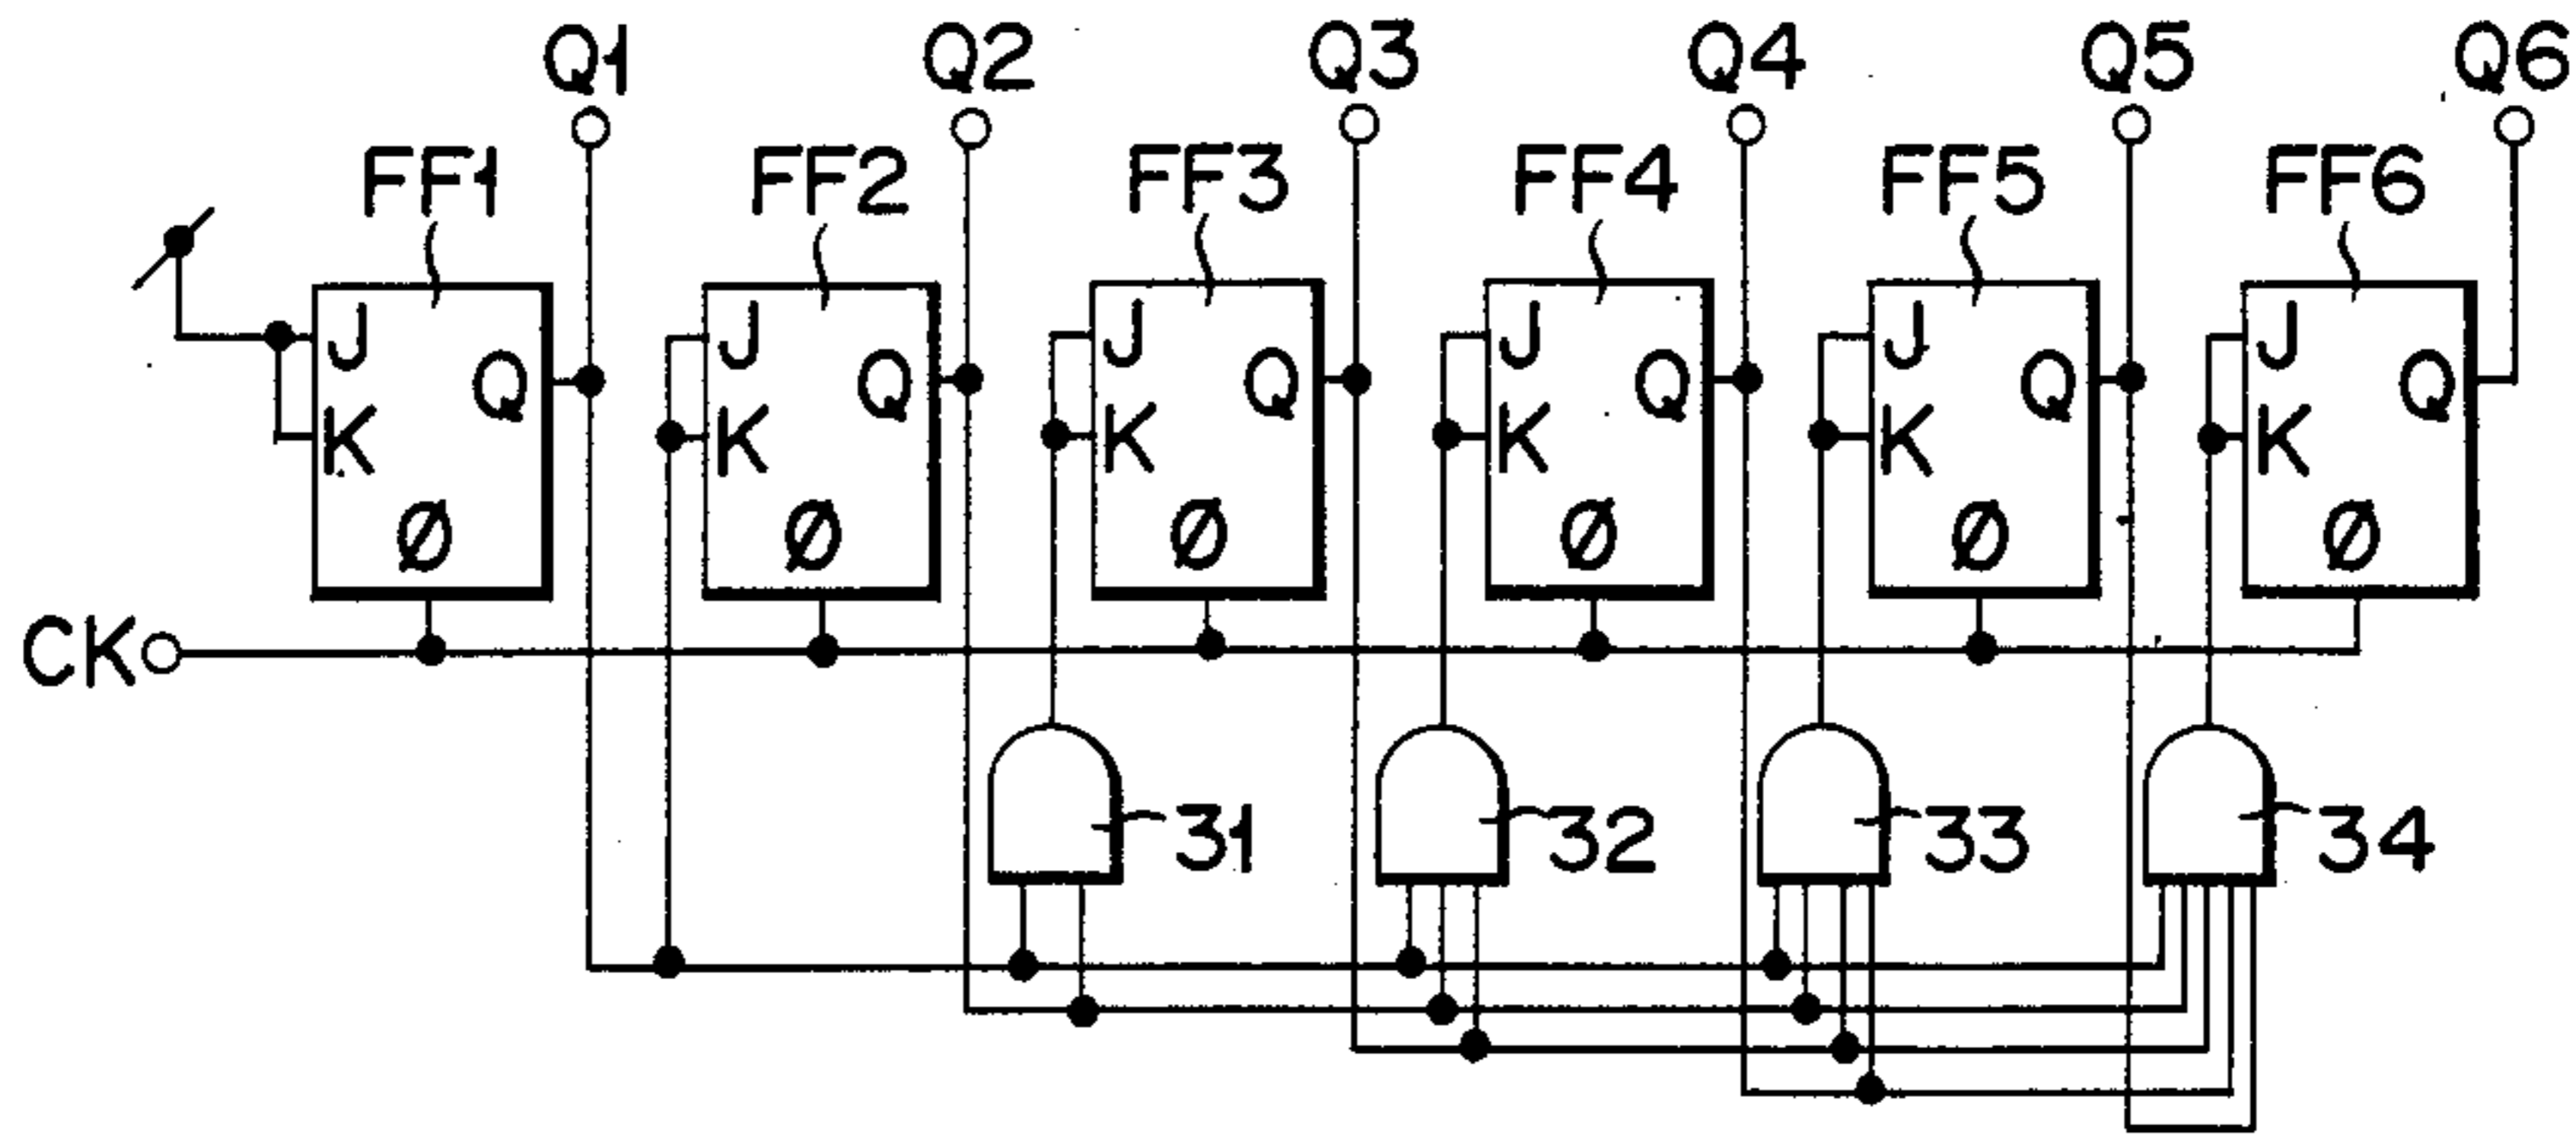 Q1 Q2 Q3 Q4 Q5 Q6
FF1 FF2 FF3 FF4 FF5 FF6
J J J J J J
Q Q Q Q Q Q
K K K K K K
Ø Ø Ø Ø Ø Ø
CK
31 32 33 34